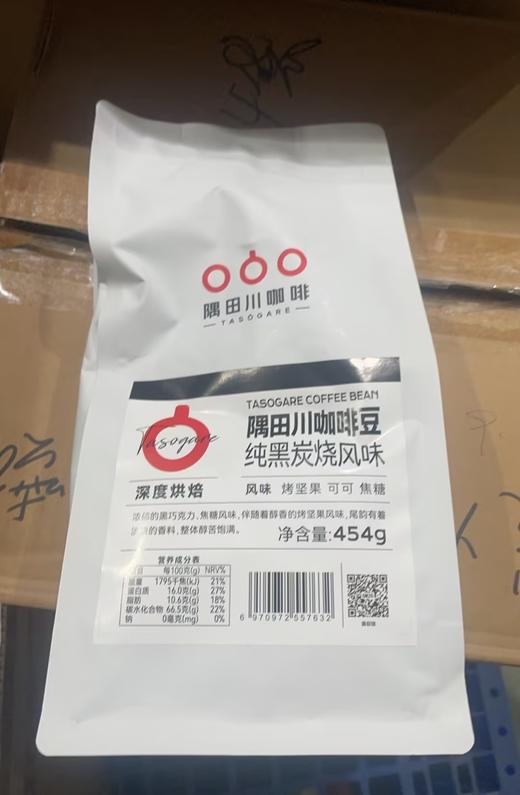 隅田川咖啡
TASOGARE
TASOGARE COFFEE BEAN
隅田川咖啡豆
纯黑炭烧风味
Tasogare
深度烘焙
风味 烤坚果 可可 焦糖
浓郁的黑巧克力、焦糖风味,伴随着醇香的烤坚果风味,尾韵有着
的香料,整体醇苦饱满。
净含量:454g
营养成分表
项目 每100克(g) NRV%
能量 1795千焦(kJ) 21%
蛋白质 16.0克(g) 27%
脂肪 10.6克(g) 18%
碳水化合物 66.5克(g) 22%
钠 0毫克(mg) 0%
6 970972 557632